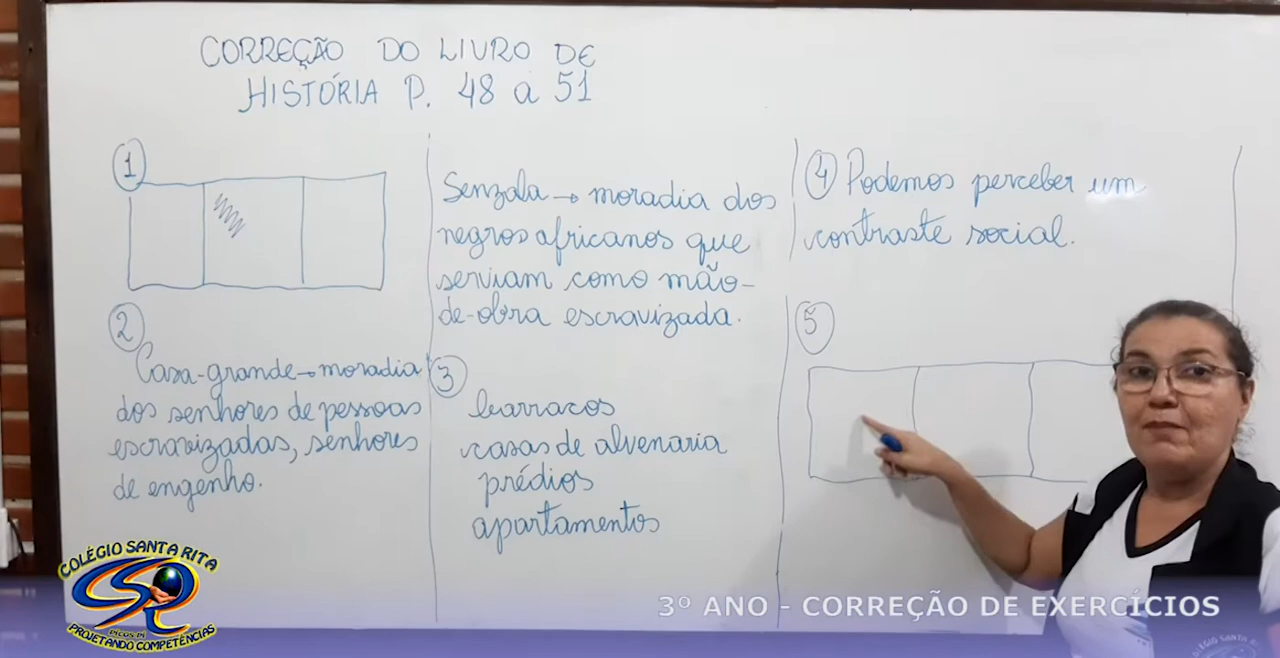 CORREÇÃO DO LIVRO DE
HISTÓRIA P. 48 a 51
1
2
Casa-grande → moradia
dos senhores de pessoas
escravizadas, senhores
de engenho.
Senzala → moradia dos
negros africanos que
serviam como mão-
de-obra escravizada.
3
barracos
casas de alvenaria
prédios
apartamentos
4 Podemos perceber um
contraste social.
5
COLÉGIO SANTA RITA
PICOS-PI
PROJETANDO COMPETÊNCIAS
3º ANO - CORREÇÃO DE EXERCÍCIOS